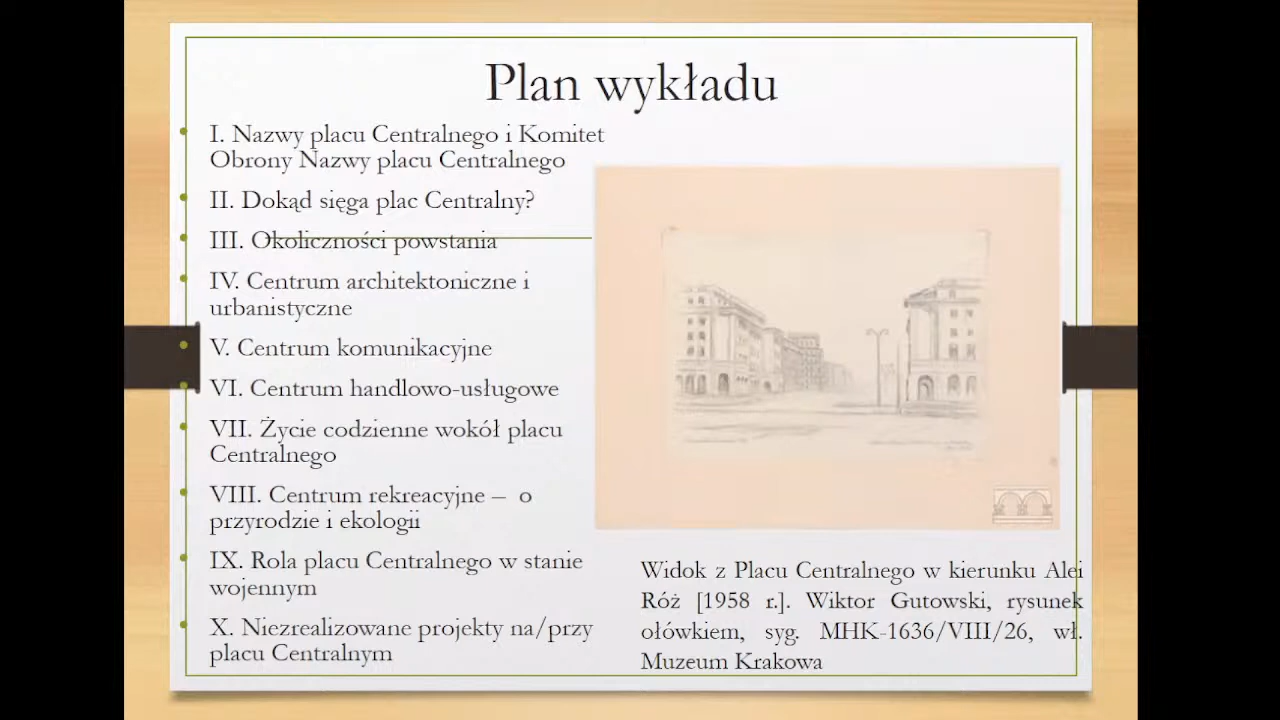 Plan wykładu
I. Nazwy placu Centralnego i Komitet
Obrony Nazwy placu Centralnego
II. Dokąd sięga plac Centralny?
III. Okoliczności powstania
IV. Centrum architektoniczne i
urbanistyczne
V. Centrum komunikacyjne
VI. Centrum handlowo-usługowe
VII. Życie codzienne wokół placu
Centralnego
VIII. Centrum rekreacyjne – o
przyrodzie i ekologii
IX. Rola placu Centralnego w stanie
wojennym
X. Niezrealizowane projekty na/przy
placu Centralnym
Widok z Placu Centralnego w kierunku Alei
Róż [1958 r.]. Wiktor Gutowski, rysunek
ołówkiem, syg. MHK-1636/VIII/26, wł.
Muzeum Krakowa